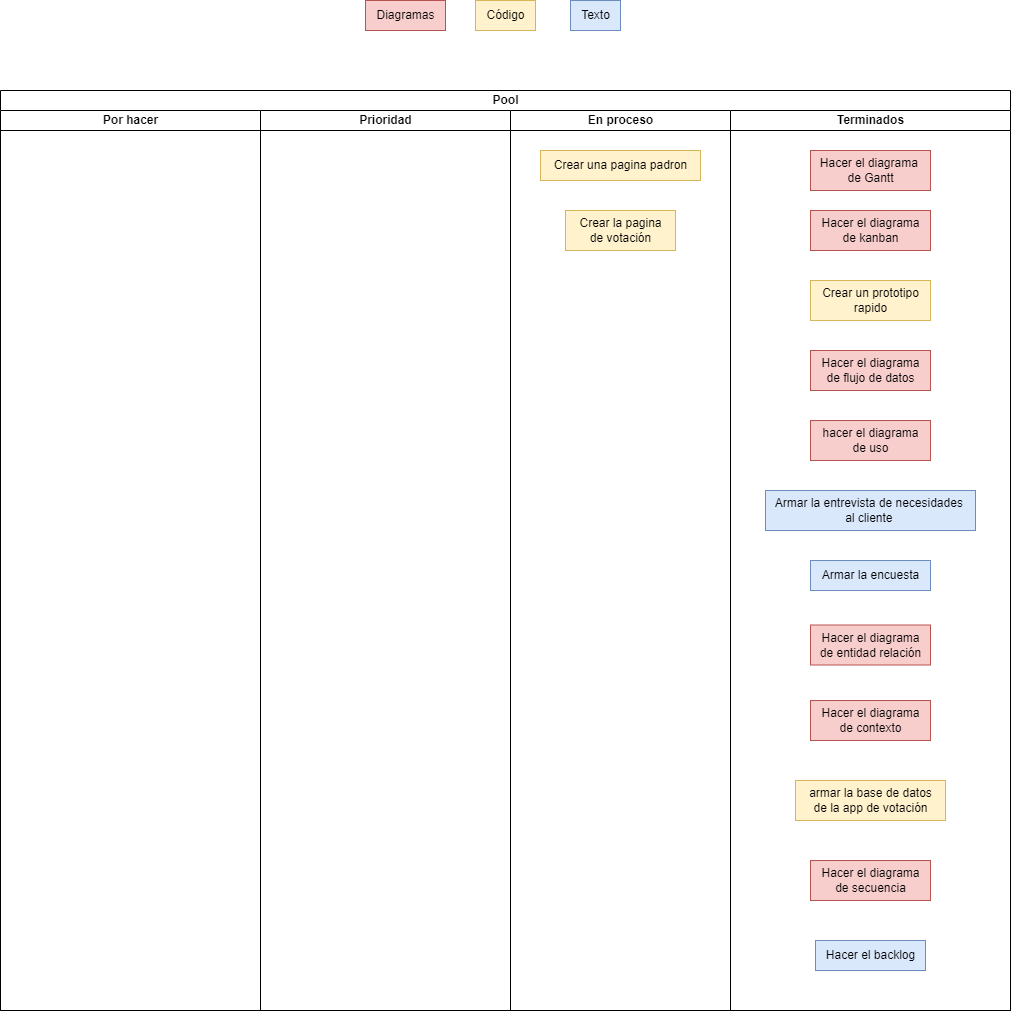 Diagramas
Código
Texto
Pool
Por hacer
Prioridad
En proceso
Terminados
Crear una pagina padron
Crear la pagina
de votación
Hacer el diagrama
de Gantt
Hacer el diagrama
de kanban
Crear un prototipo
rapido
Hacer el diagrama
de flujo de datos
hacer el diagrama
de uso
Armar la entrevista de necesidades
al cliente
Armar la encuesta
Hacer el diagrama
de entidad relación
Hacer el diagrama
de contexto
armar la base de datos
de la app de votación
Hacer el diagrama
de secuencia
Hacer el backlog